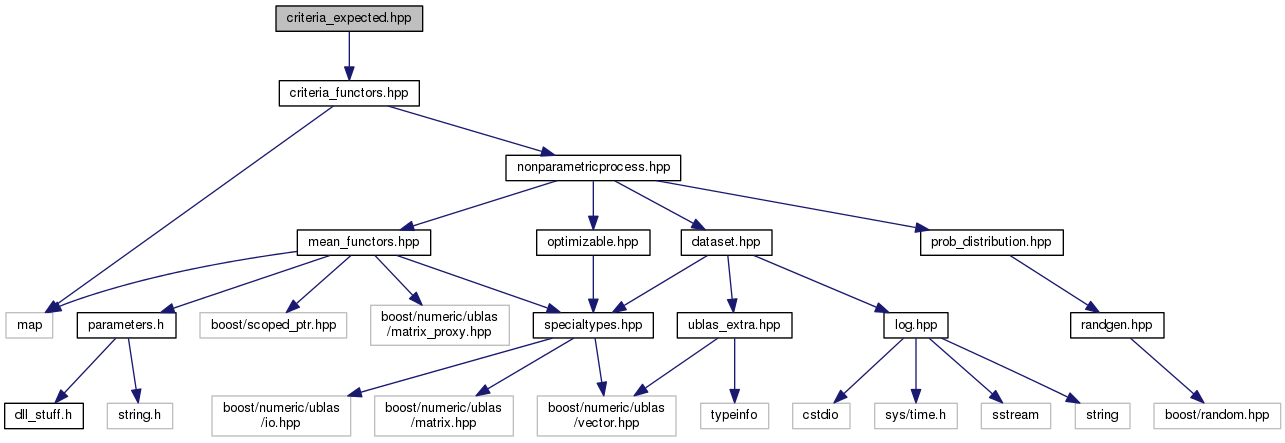 criteria_expected.hpp
criteria_functors.hpp
nonparametricprocess.hpp
mean_functors.hpp
optimizable.hpp
dataset.hpp
prob_distribution.hpp
map
parameters.h
boost/scoped_ptr.hpp
boost/numeric/ublas
/matrix_proxy.hpp
specialtypes.hpp
ublas_extra.hpp
log.hpp
randgen.hpp
dll_stuff.h
string.h
boost/numeric/ublas
/io.hpp
boost/numeric/ublas
/matrix.hpp
boost/numeric/ublas
/vector.hpp
typeinfo
cstdio
sys/time.h
sstream
string
boost/random.hpp